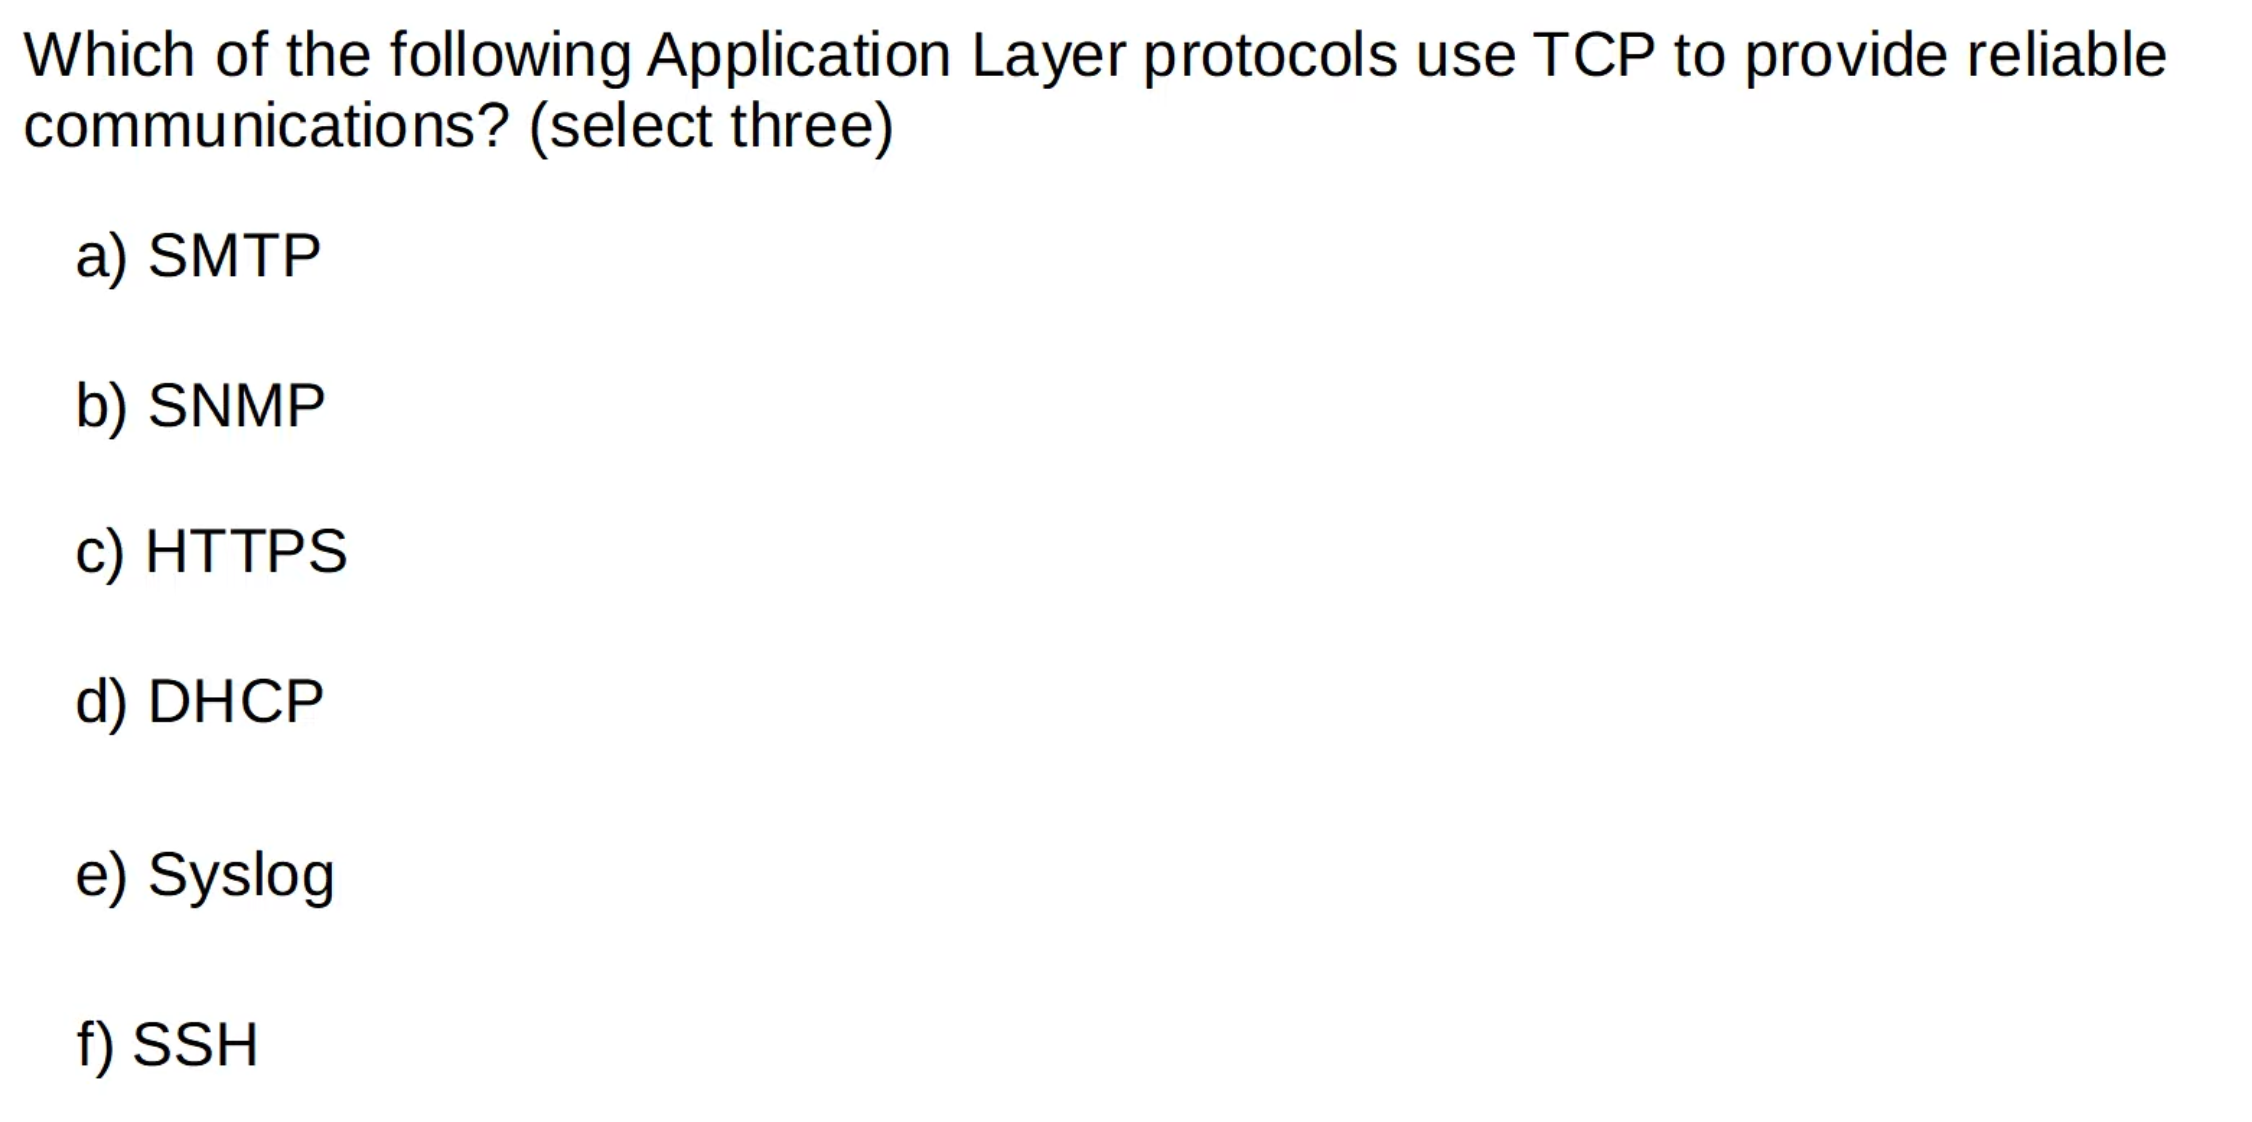 Which of the following Application Layer protocols use TCP to provide reliable
communications? (select three)
a) SMTP
b) SNMP
c) HTTPS
d) DHCP
e) Syslog
f) SSH